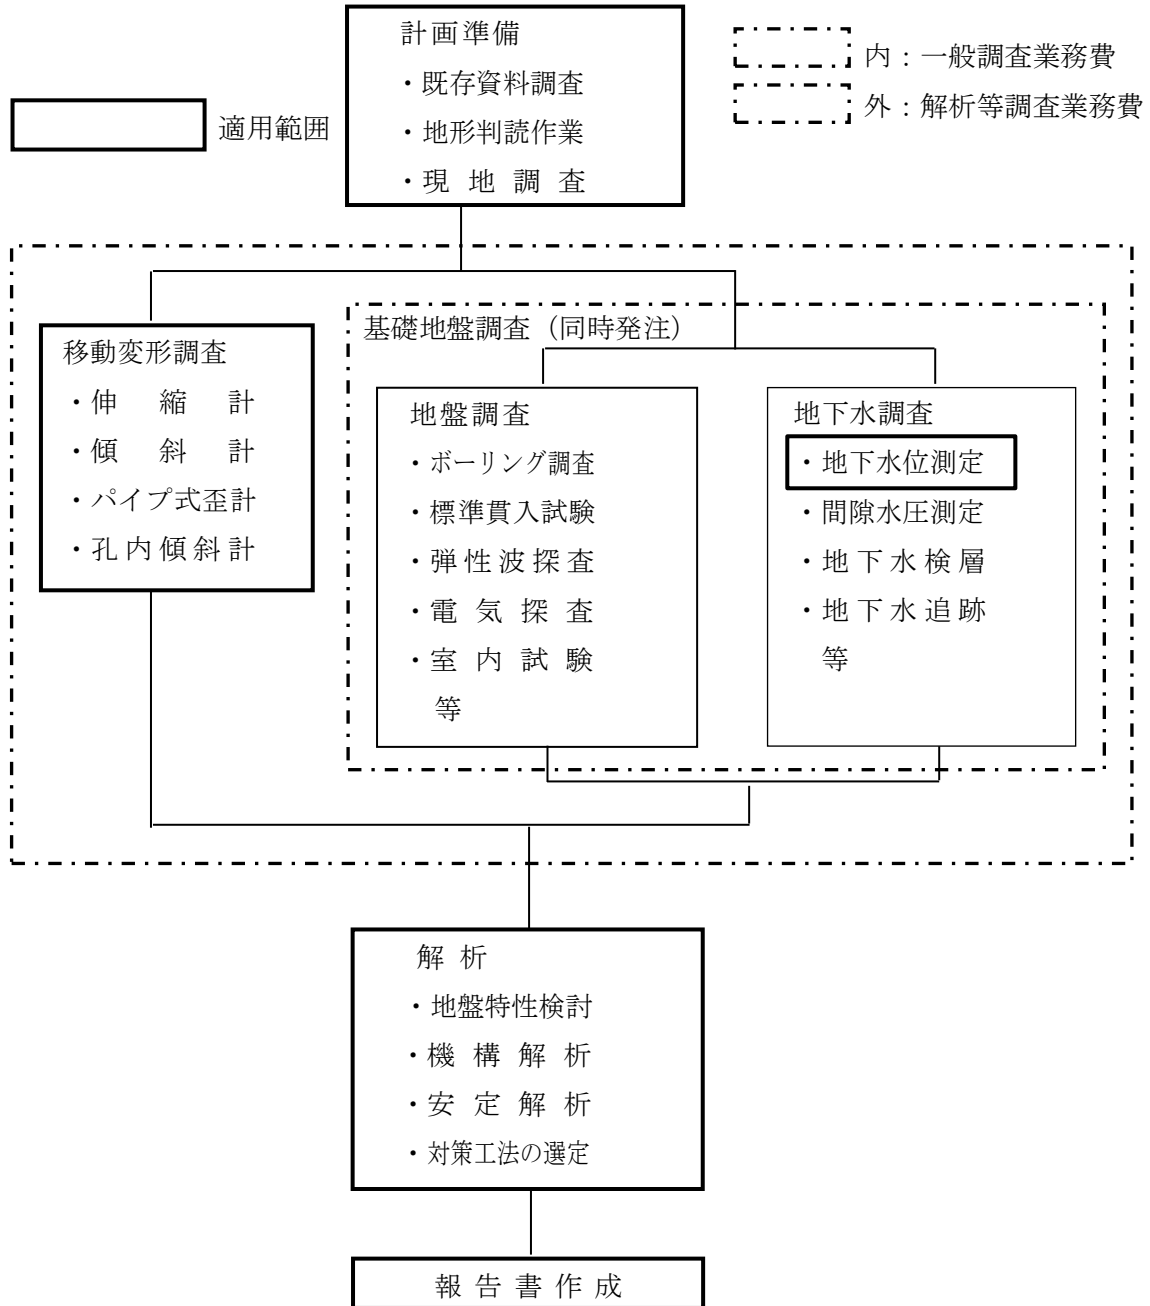 計画準備
・既存資料調査
・地形判読作業
・現地調査
内：一般調査業務費
外：解析等調査業務費
適用範囲
移動変形調査
・伸縮計
・傾斜計
・パイプ式歪計
・孔内傾斜計
基礎地盤調査（同時発注）
地盤調査
・ボーリング調査
・標準貫入試験
・弾性波探査
・電気探査
・室内試験
等
地下水調査
・地下水位測定
・間隙水圧測定
・地下水検層
・地下水追跡
等
解析
・地盤特性検討
・機構解析
・安定解析
・対策工法の選定
報告書作成